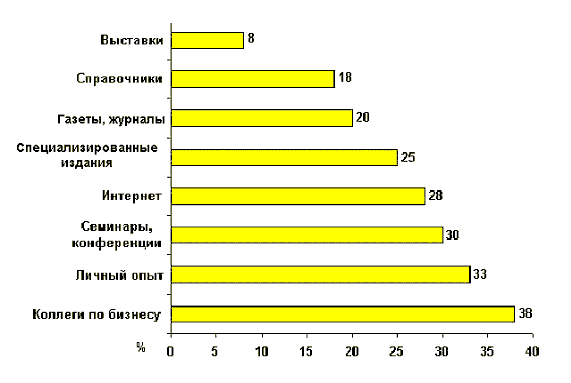 Выставки 8
Справочники 18
Газеты, журналы 20
Специализированные
издания 25
Интернет 28
Семинары,
конференции 30
Личный опыт 33
Коллеги по бизнесу 38
% 0 5 10 15 20 25 30 35 40